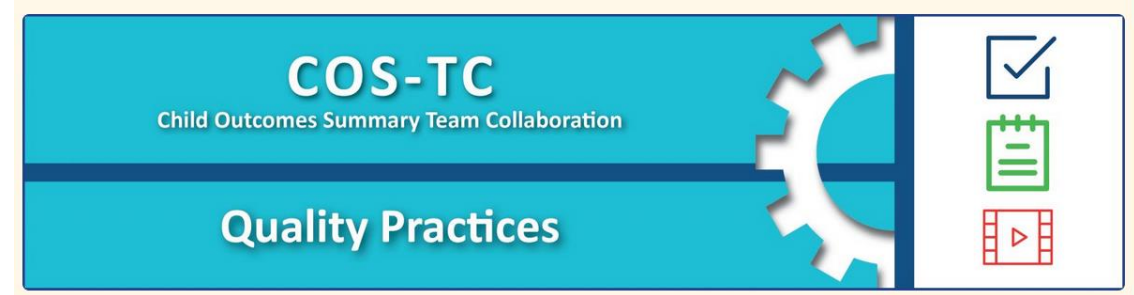 COS-TC
Child Outcomes Summary Team Collaboration
Quality Practices